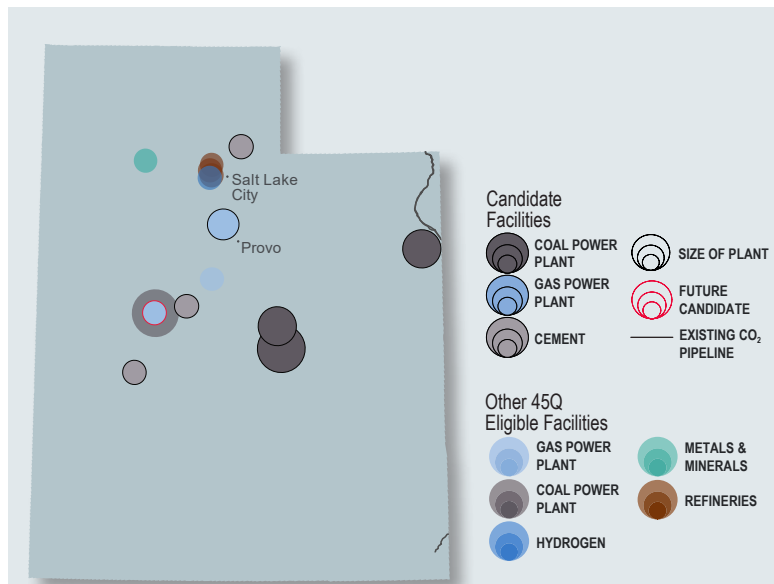 Salt Lake
City
Provo
Candidate
Facilities
COAL POWER
PLANT
GAS POWER
PLANT
CEMENT
SIZE OF PLANT
FUTURE
CANDIDATE
EXISTING CO₂
PIPELINE
Other 45Q
Eligible Facilities
GAS POWER
PLANT
COAL POWER
PLANT
HYDROGEN
METALS &
MINERALS
REFINERIES